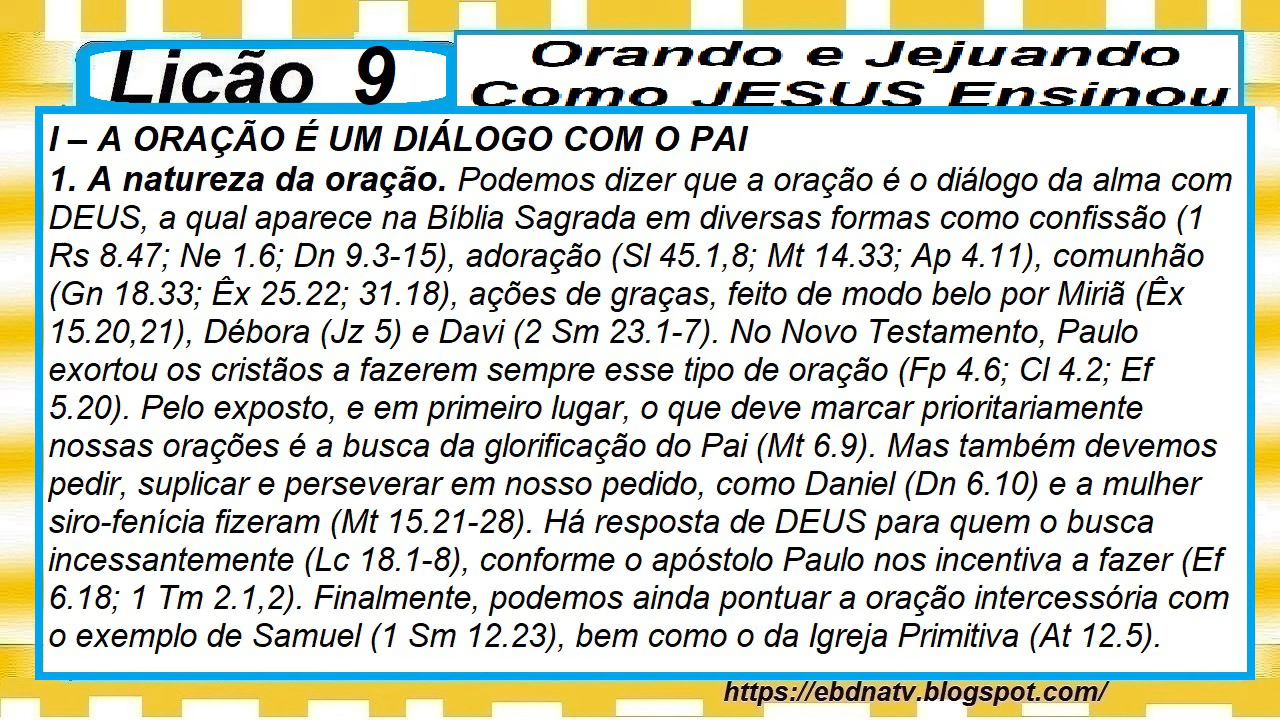 Lição 9
Orando e Jejuando
Como JESUS Ensinou
I – A ORAÇÃO É UM DIÁLOGO COM O PAI
1. A natureza da oração. Podemos dizer que a oração é o diálogo da alma com
DEUS, a qual aparece na Bíblia Sagrada em diversas formas como confissão (1
Rs 8.47; Ne 1.6; Dn 9.3-15), adoração (Sl 45.1,8; Mt 14.33; Ap 4.11), comunhão
(Gn 18.33; Êx 25.22; 31.18), ações de graças, feito de modo belo por Miriã (Êx
15.20,21), Débora (Jz 5) e Davi (2 Sm 23.1-7). No Novo Testamento, Paulo
exortou os cristãos a fazerem sempre esse tipo de oração (Fp 4.6; Cl 4.2; Ef
5.20). Pelo exposto, e em primeiro lugar, o que deve marcar prioritariamente
nossas orações é a busca da glorificação do Pai (Mt 6.9). Mas também devemos
pedir, suplicar e perseverar em nosso pedido, como Daniel (Dn 6.10) e a mulher
siro-fenícia fizeram (Mt 15.21-28). Há resposta de DEUS para quem o busca
incessantemente (Lc 18.1-8), conforme o apóstolo Paulo nos incentiva a fazer (Ef
6.18; 1 Tm 2.1,2). Finalmente, podemos ainda pontuar a oração intercessória com
o exemplo de Samuel (1 Sm 12.23), bem como o da Igreja Primitiva (At 12.5).
https://ebdnatv.blogspot.com/